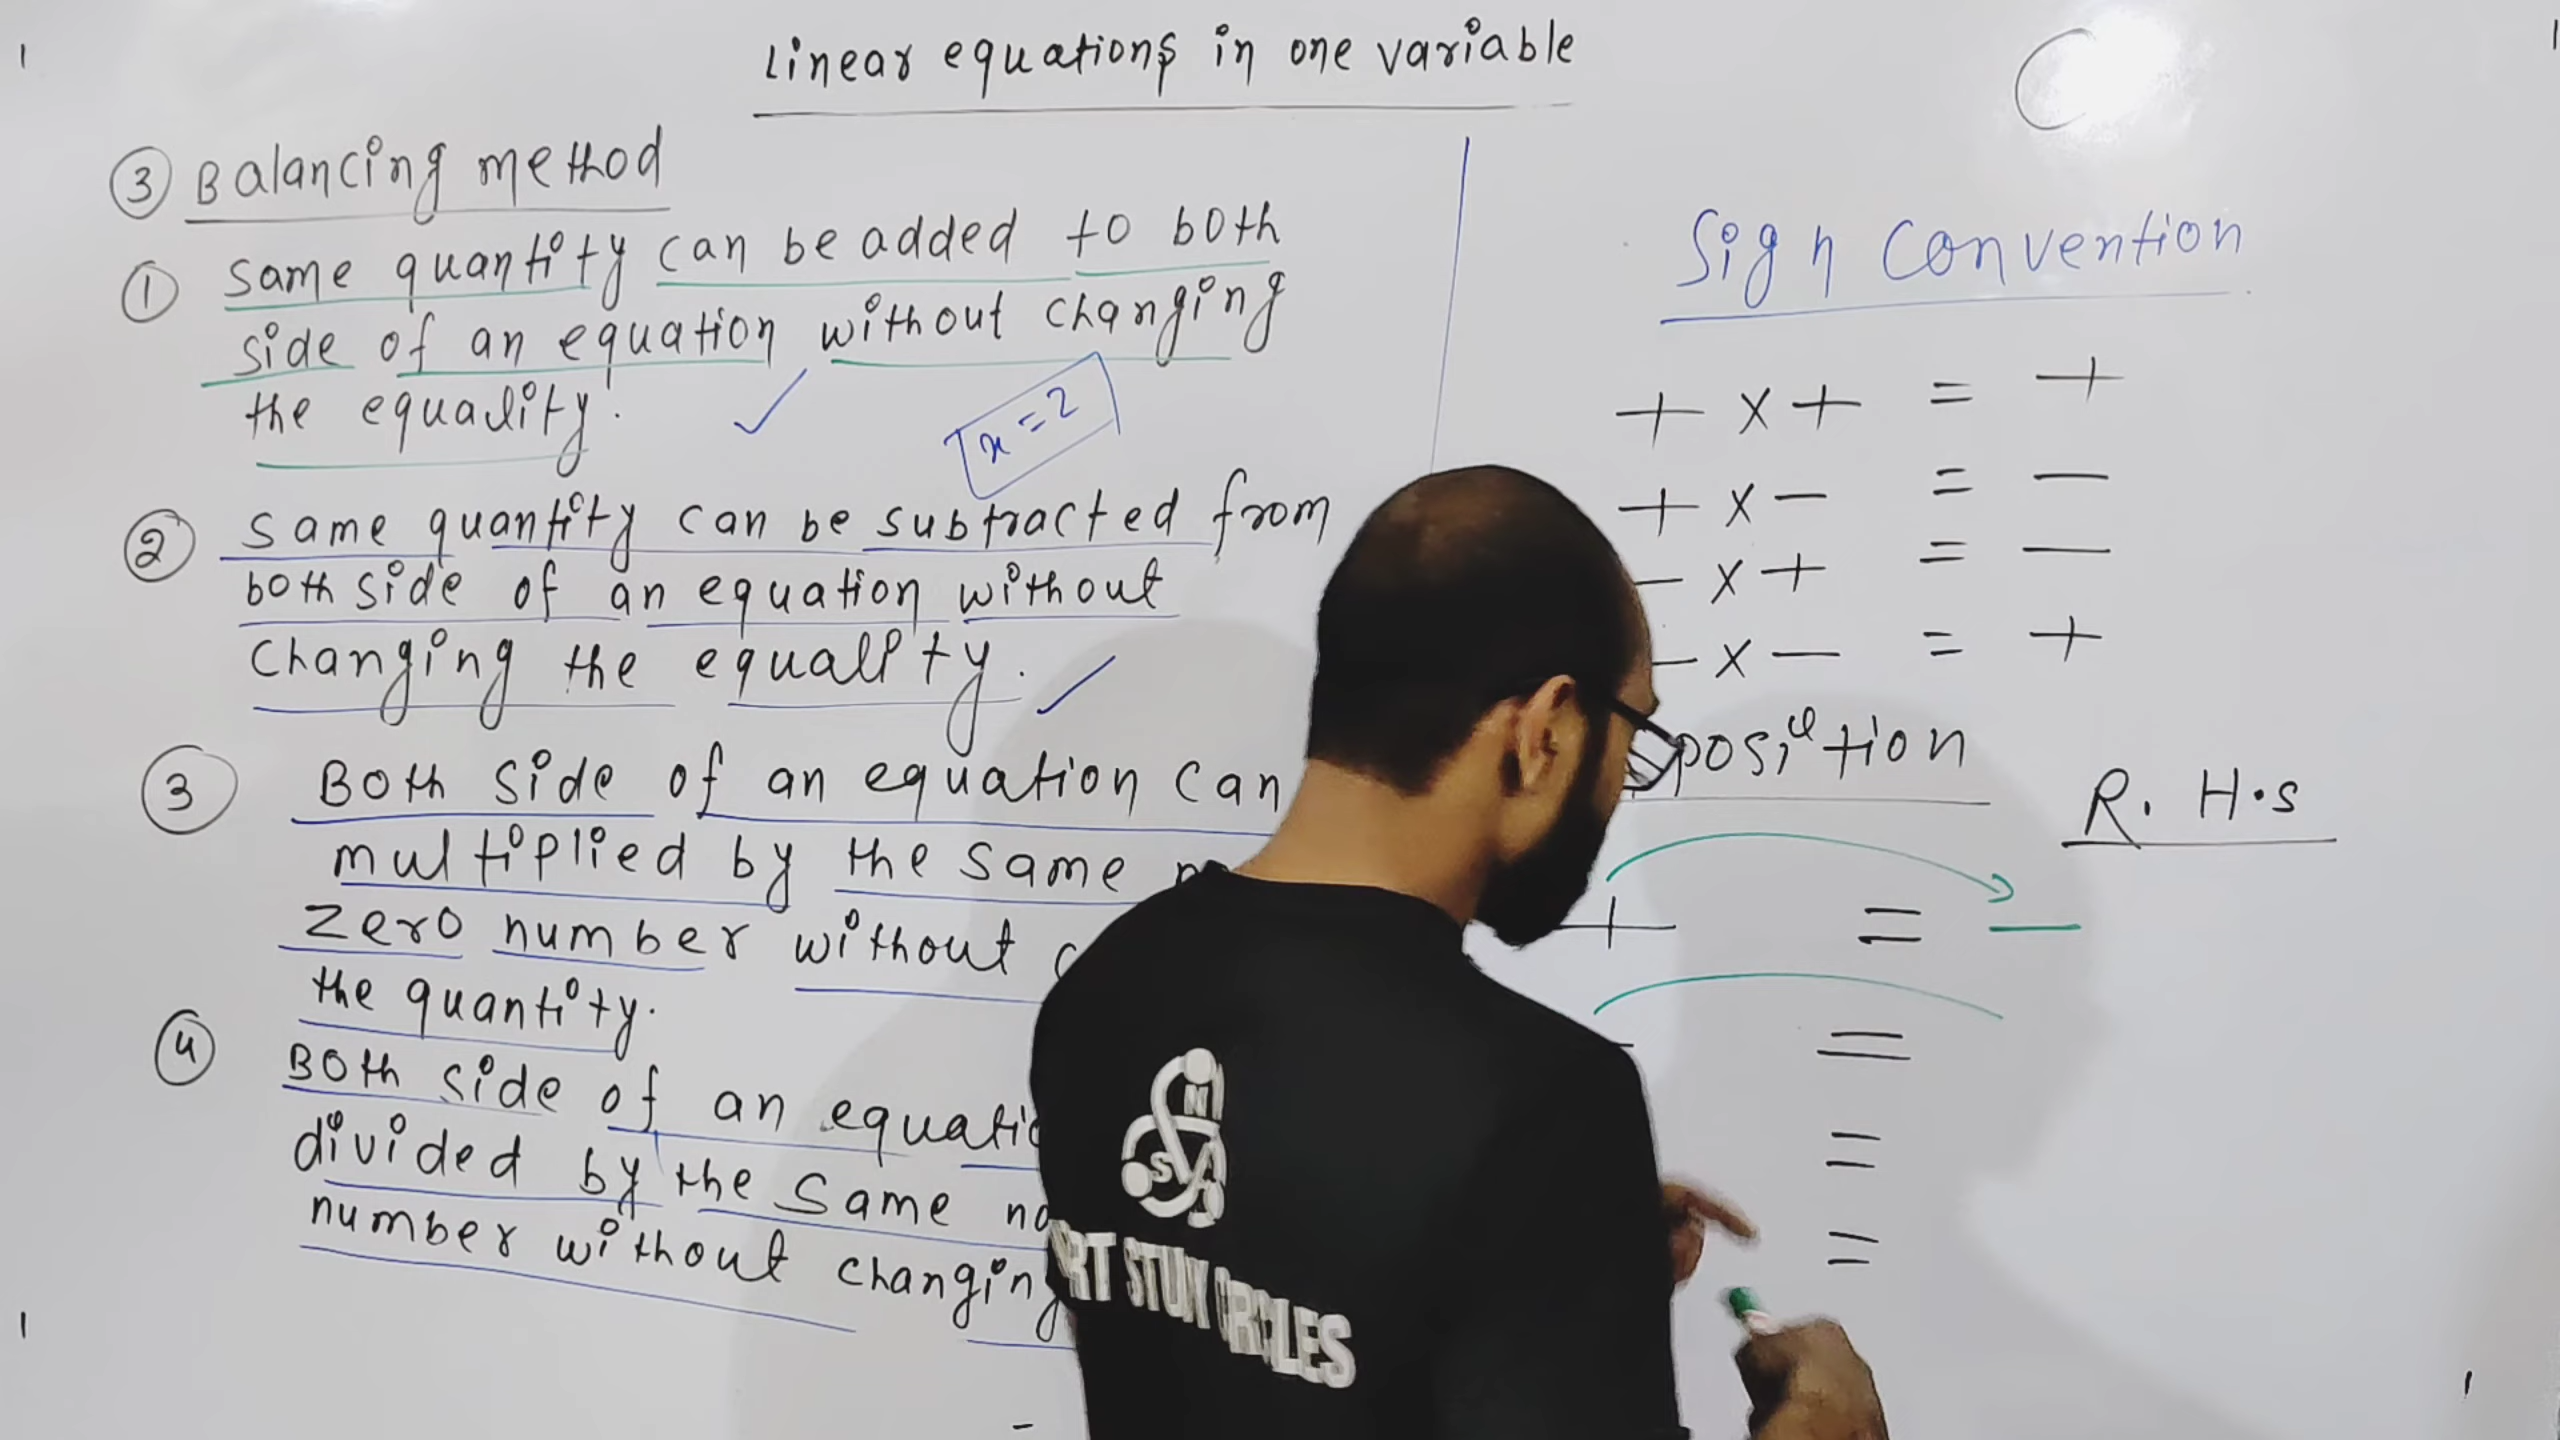 Linear equations in one variable
③ Balancing method
① same quantity can be added to both
side of an equation without changing
the equality.
x = 2
② same quantity can be subtracted from
both side of an equation without
changing the equality.
③ Both side of an equation can
multiplied by the same
zero number without
the quantity.
④ Both side of an
divided by the same
number without changing
Sign Convention
+ × + = +
+ × - = -
- × + = -
- × - = +
position
R. H.S
+ = -
=
=
=
N
S A
STUDY CIRCLES